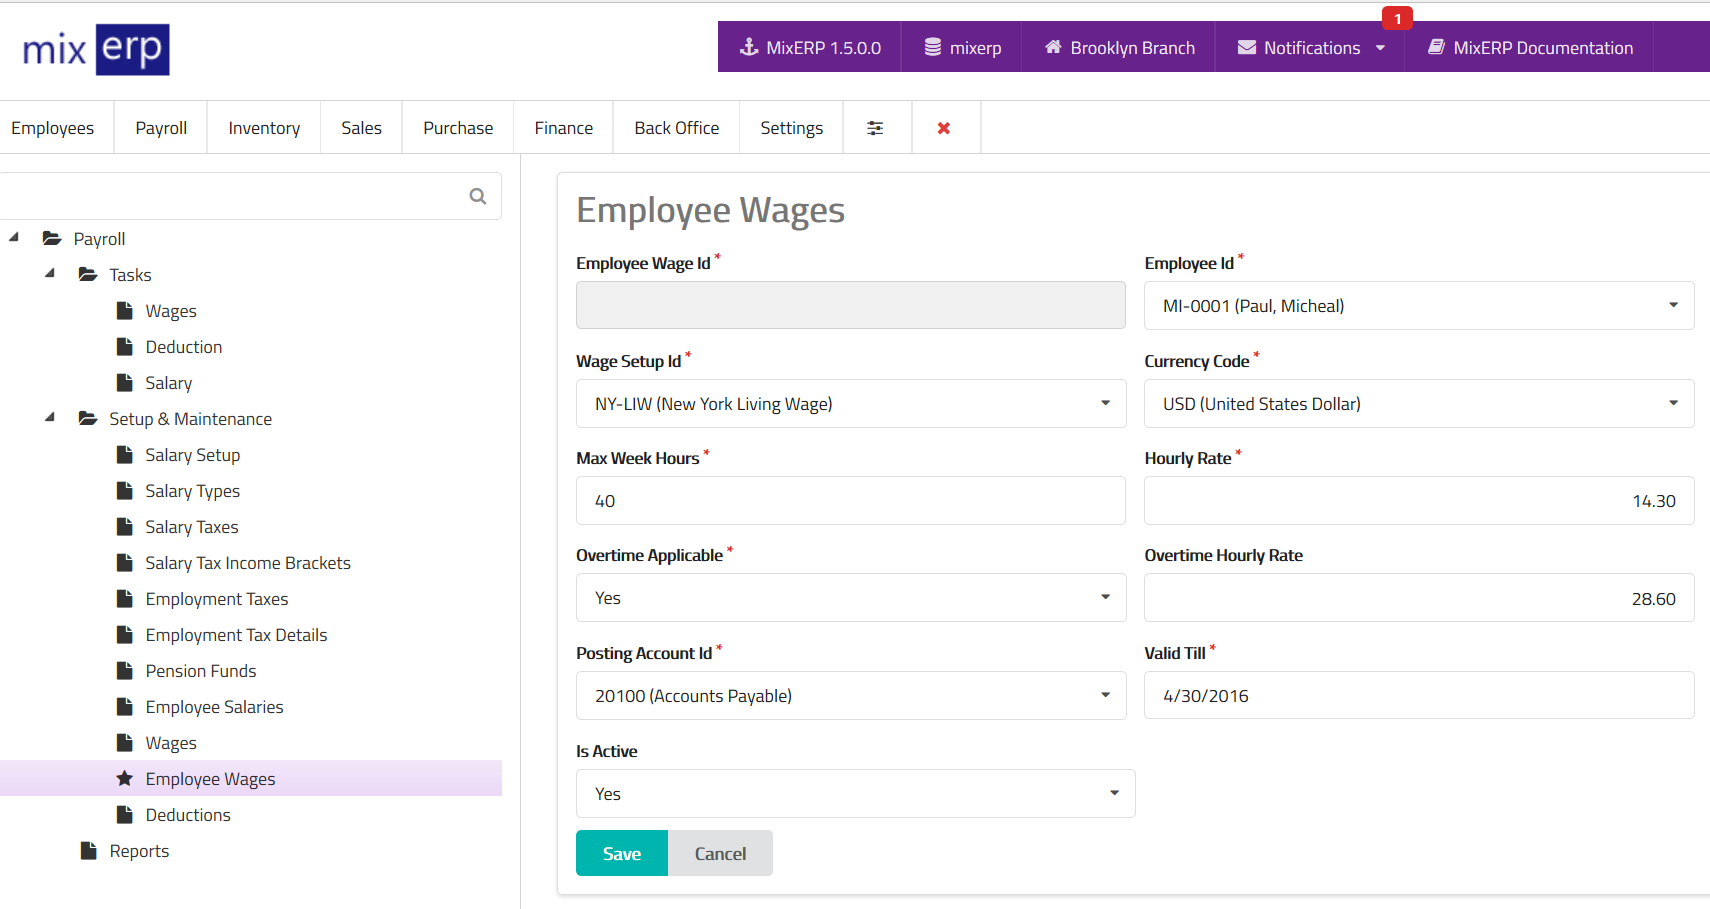 mix erp
MixERP 1.5.0.0 mixerp Brooklyn Branch Notifications 1 MixERP Documentation
Employees Payroll Inventory Sales Purchase Finance Back Office Settings
Payroll
Tasks
Wages
Deduction
Salary
Setup & Maintenance
Salary Setup
Salary Types
Salary Taxes
Salary Tax Income Brackets
Employment Taxes
Employment Tax Details
Pension Funds
Employee Salaries
Wages
Employee Wages
Deductions
Reports
Employee Wages
Employee Wage Id *
Employee Id *
MI-0001 (Paul, Micheal)
Wage Setup Id *
NY-LIW (New York Living Wage)
Currency Code *
USD (United States Dollar)
Max Week Hours *
40
Hourly Rate *
14.30
Overtime Applicable *
Yes
Overtime Hourly Rate
28.60
Posting Account Id *
20100 (Accounts Payable)
Valid Till *
4/30/2016
Is Active
Yes
Save Cancel